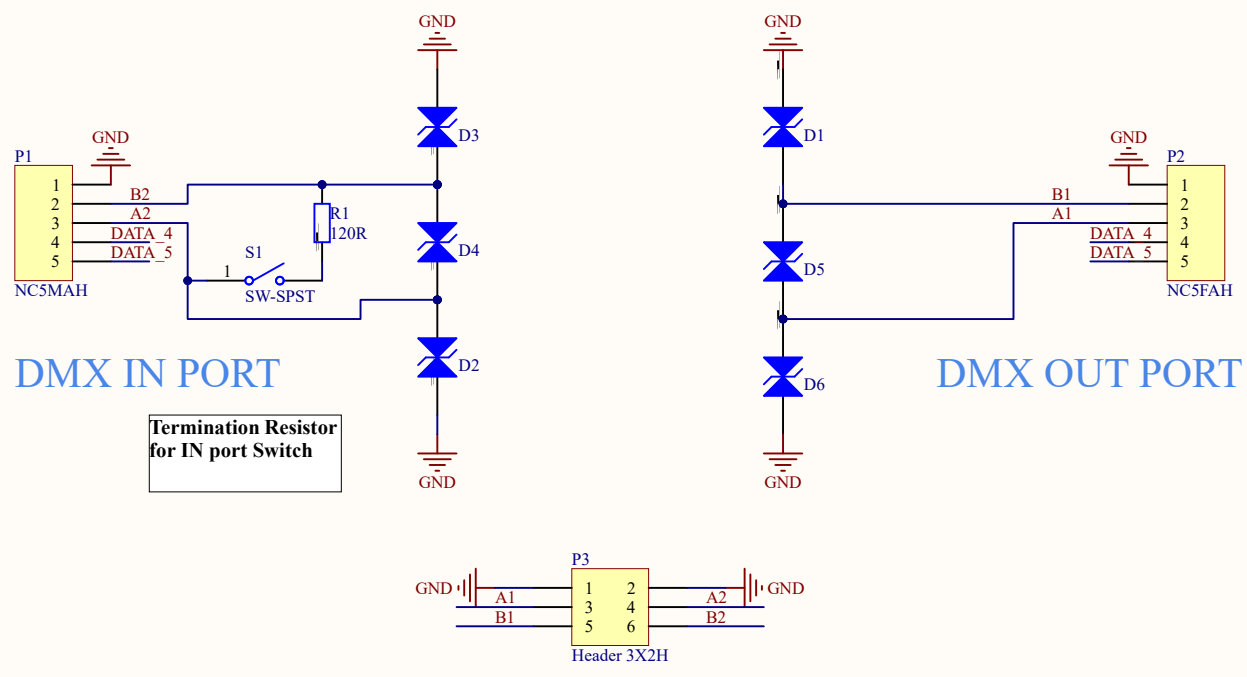 GND
GND
D3
D1
GND
GND
P1
P2
1
2
3
4
5
B2
A2
DATA_4
DATA_5
R1
120R
S1
1
SW-SPST
NC5MAH
D4
D2
D5
D6
B1
A1
DATA_4
DATA_5
1
2
3
4
5
NC5FAH
DMX IN PORT
DMX OUT PORT
Termination Resistor
for IN port Switch
GND
GND
P3
GND
1
2
GND
A1
3
4
A2
B1
5
6
B2
Header 3X2H